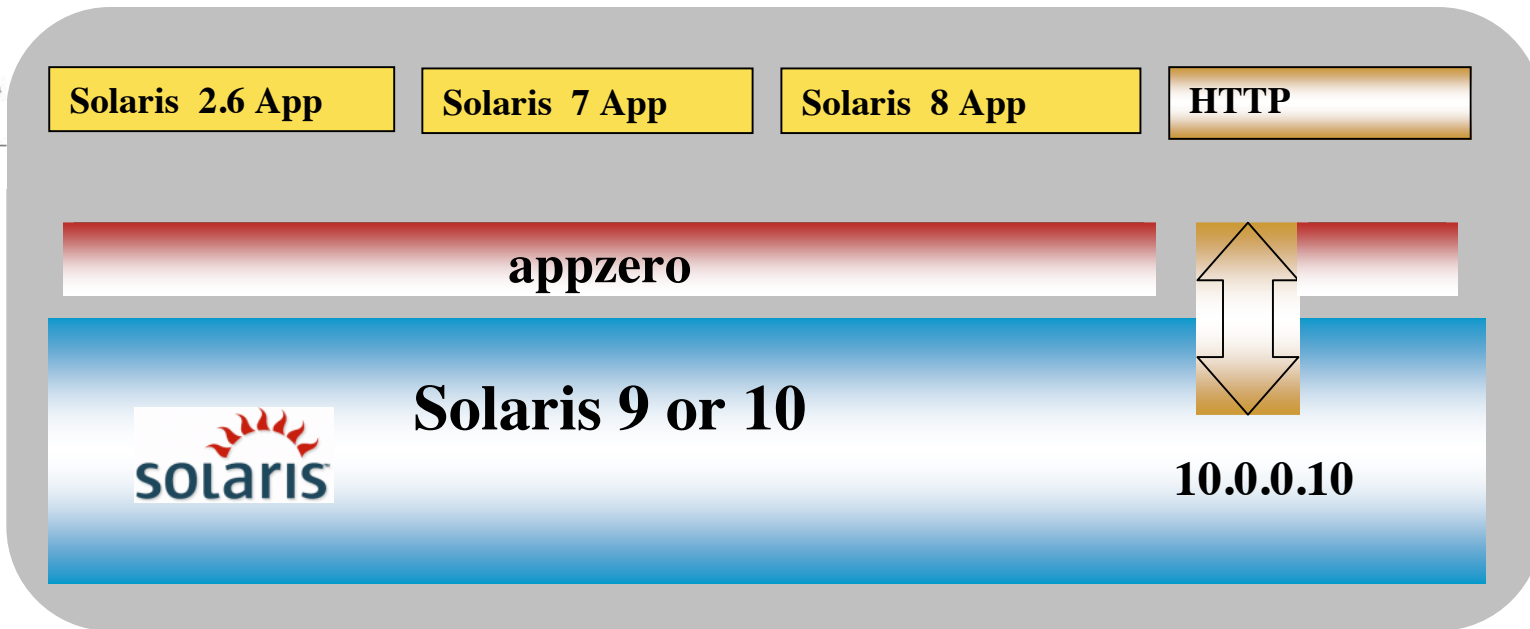 Solaris 2.6 App
Solaris 7 App
Solaris 8 App
HTTP
appzero
Solaris 9 or 10
solaris
10.0.0.10